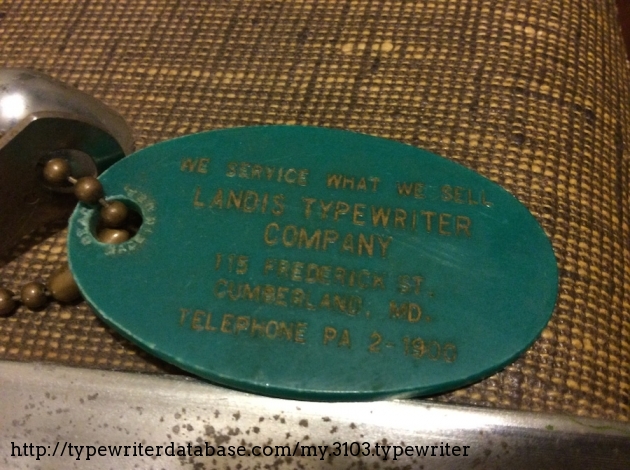 WE SERVICE WHAT WE SELL
LANDIS TYPEWRITER
COMPANY
115 FREDERICK ST.
CUMBERLAND, MD.
TELEPHONE PA 2-1900
http://typewriterdatabase.com/my.3103.typewriter